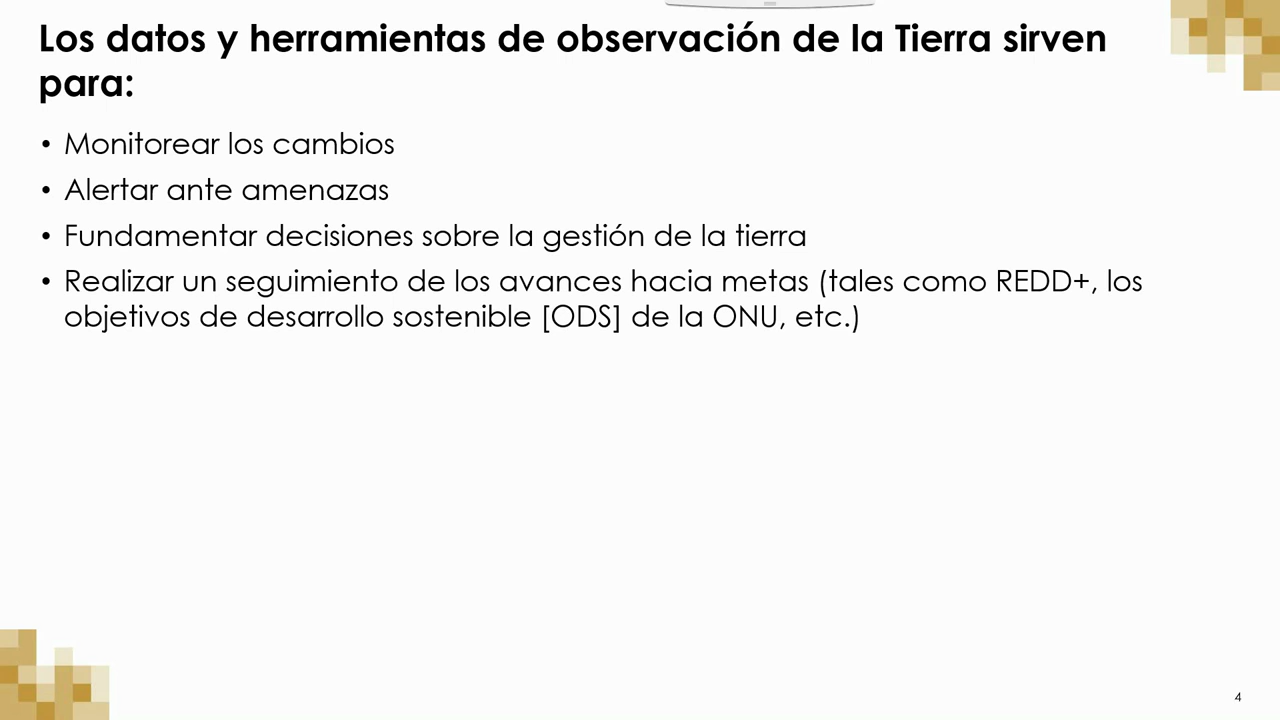 Los datos y herramientas de observación de la Tierra sirven
para:
• Monitorear los cambios
• Alertar ante amenazas
• Fundamentar decisiones sobre la gestión de la tierra
• Realizar un seguimiento de los avances hacia metas (tales como REDD+, los
objetivos de desarrollo sostenible [ODS] de la ONU, etc.)
4